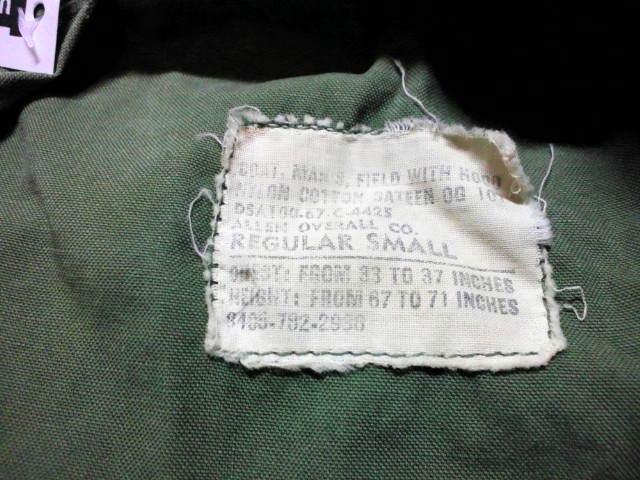 COAT, MAN'S, FIELD WITH HOOD
NYLON COTTON SATEEN OG 10
DSA100-67-C-4425
ALLEN OVERALL CO.
REGULAR SMALL
CHEST: FROM 33 TO 37 INCHES
HEIGHT: FROM 67 TO 71 INCHES
8405-782-2936